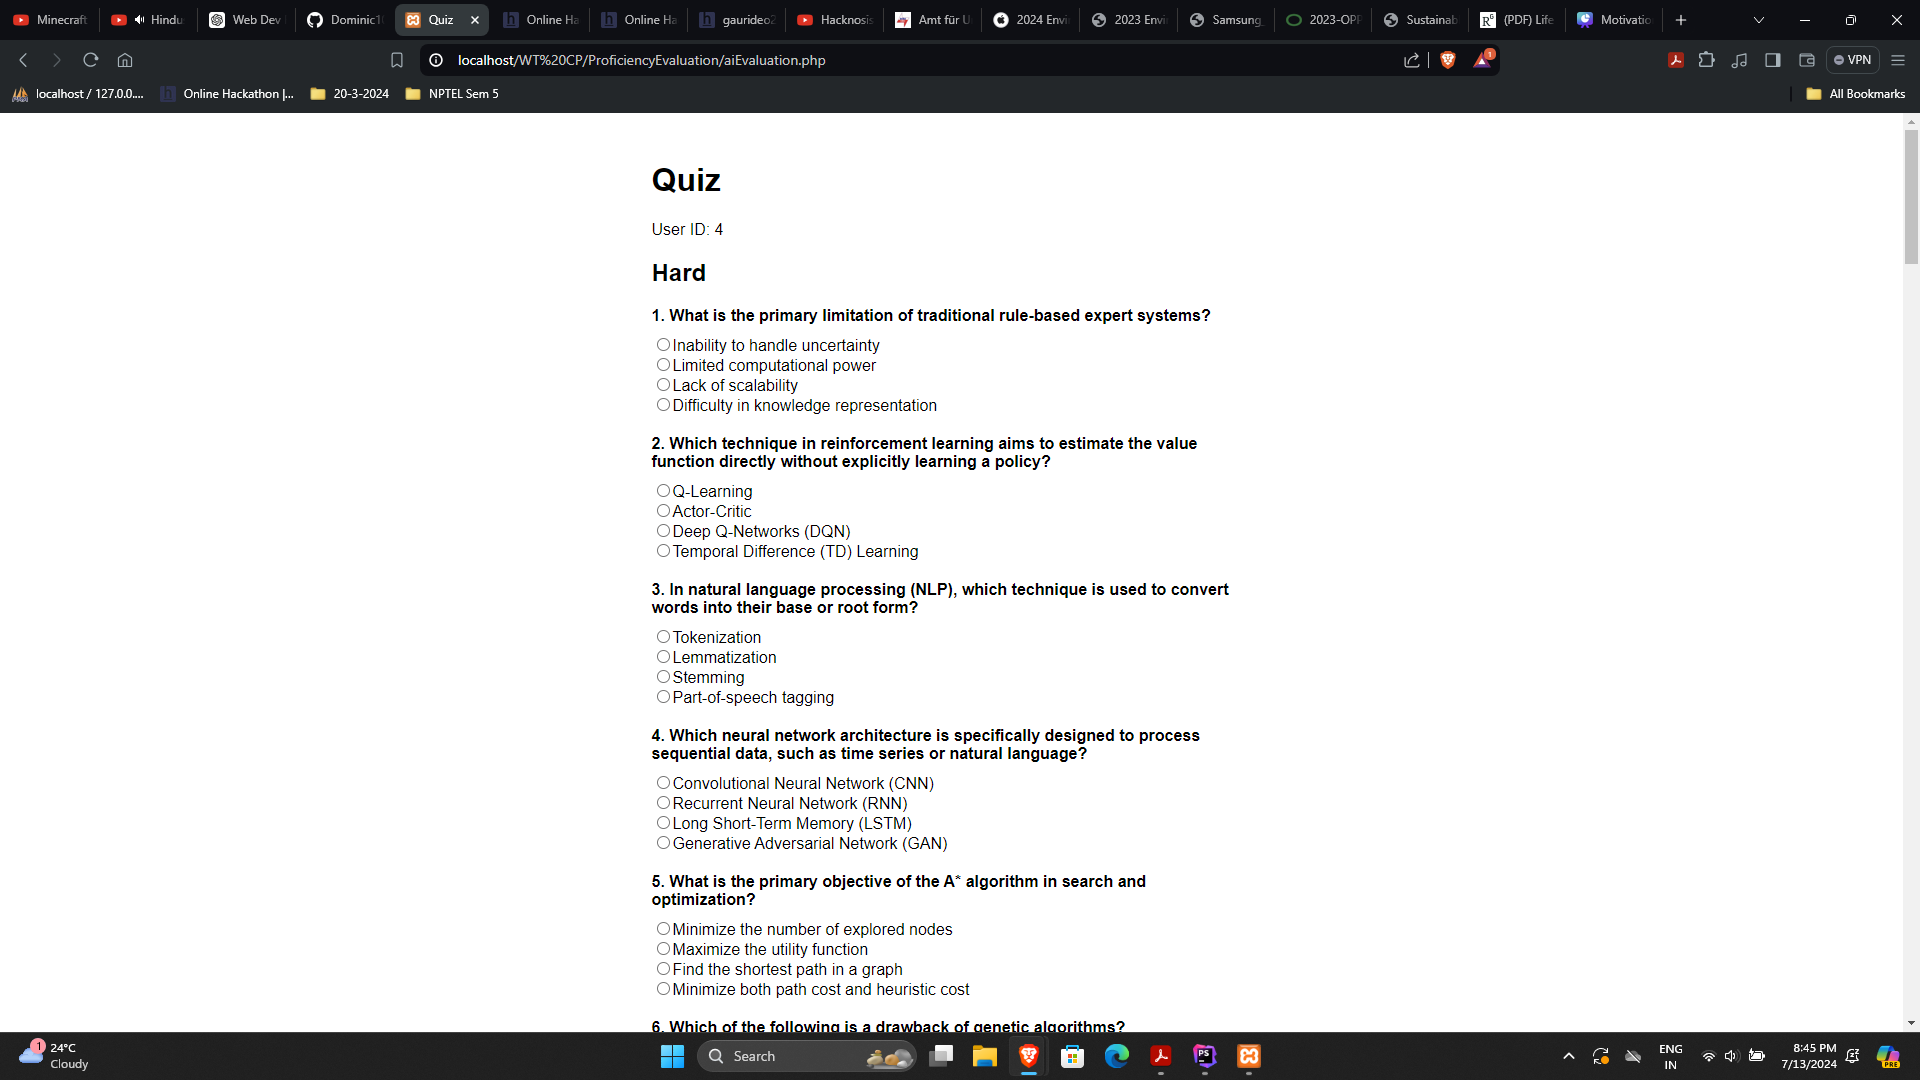 Minecraft
Hindu
Web Dev
Dominic1
Quiz
Online Ha
Online Ha
gaurideo2
Hacknosis
Amt für U
2024 Envi
2023 Envi
Samsung_
2023-OPP
Sustainab
(PDF) Life
Motivatio
localhost/WT%20CP/ProficiencyEvaluation/aiEvaluation.php
1
VPN
localhost / 127.0.0....
Online Hackathon |...
20-3-2024
NPTEL Sem 5
All Bookmarks
Quiz
User ID: 4
Hard
1. What is the primary limitation of traditional rule-based expert systems?
Inability to handle uncertainty
Limited computational power
Lack of scalability
Difficulty in knowledge representation
2. Which technique in reinforcement learning aims to estimate the value
function directly without explicitly learning a policy?
Q-Learning
Actor-Critic
Deep Q-Networks (DQN)
Temporal Difference (TD) Learning
3. In natural language processing (NLP), which technique is used to convert
words into their base or root form?
Tokenization
Lemmatization
Stemming
Part-of-speech tagging
4. Which neural network architecture is specifically designed to process
sequential data, such as time series or natural language?
Convolutional Neural Network (CNN)
Recurrent Neural Network (RNN)
Long Short-Term Memory (LSTM)
Generative Adversarial Network (GAN)
5. What is the primary objective of the A* algorithm in search and
optimization?
Minimize the number of explored nodes
Maximize the utility function
Find the shortest path in a graph
Minimize both path cost and heuristic cost
6. Which of the following is a drawback of genetic algorithms?
1
24°C
Cloudy
Search
PS
ENG
IN
8:45 PM
7/13/2024
PRE